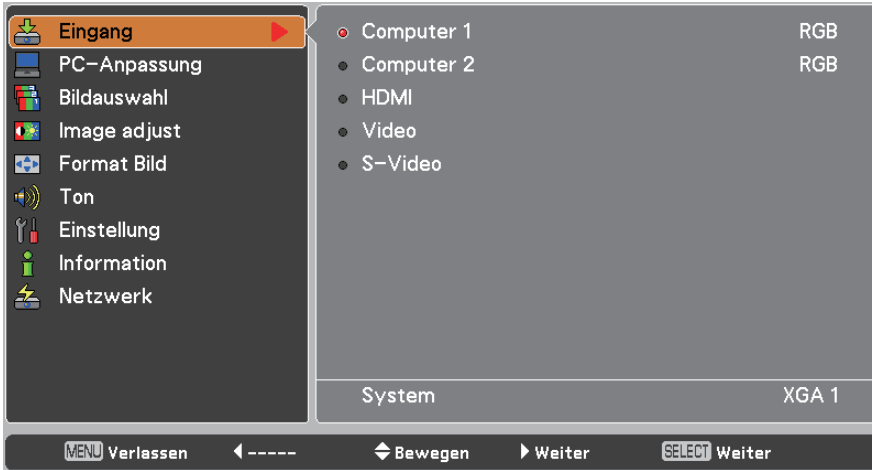 Eingang
PC-Anpassung
Bildauswahl
Image adjust
Format Bild
Ton
Einstellung
Information
Netzwerk
Computer 1 RGB
Computer 2 RGB
HDMI
Video
S-Video
System XGA 1
MENU Verlassen ----- Bewegen Weiter SELECT Weiter